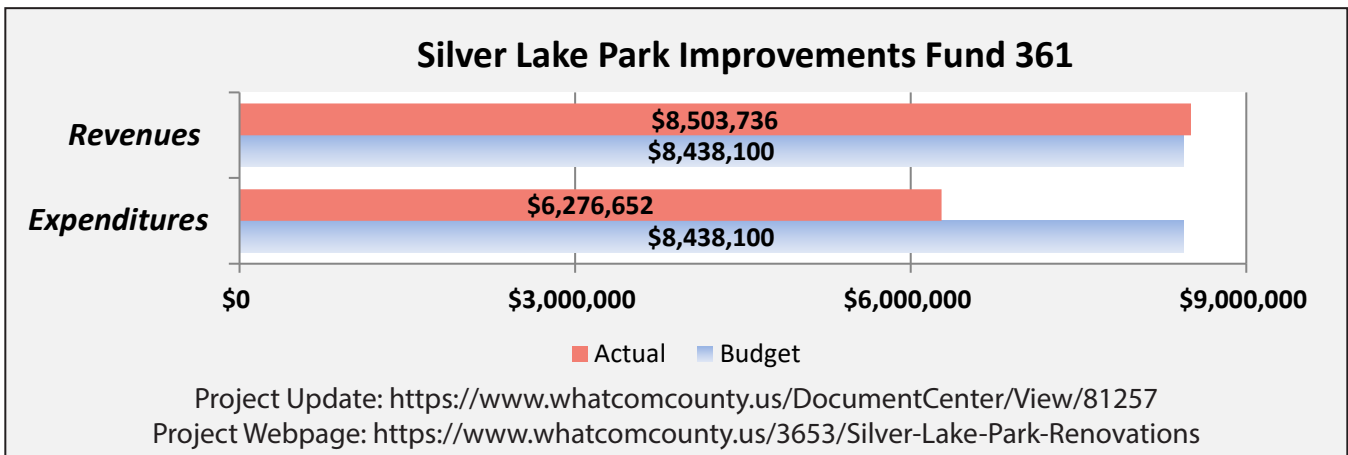 Silver Lake Park Improvements Fund 361
Revenues
$8,503,736
$8,438,100
Expenditures
$6,276,652
$8,438,100
$0 $3,000,000 $6,000,000 $9,000,000
Actual Budget
Project Update: https://www.whatcomcounty.us/DocumentCenter/View/81257
Project Webpage: https://www.whatcomcounty.us/3653/Silver-Lake-Park-Renovations